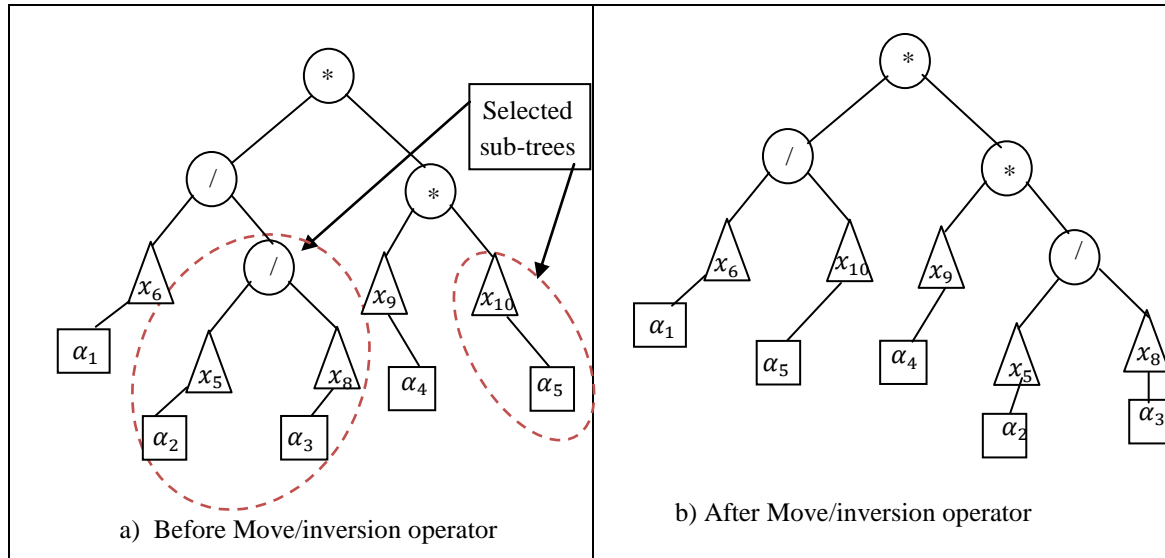 *
Selected
sub-trees
/
*
/
x₆
x₉
x₁₀
α₁
x₅
x₈
α₄
α₅
α₂
α₃
a) Before Move/inversion operator
*
/
*
/
x₆
x₁₀
x₉
α₁
α₅
α₄
x₅
x₈
α₂
α₃
b) After Move/inversion operator